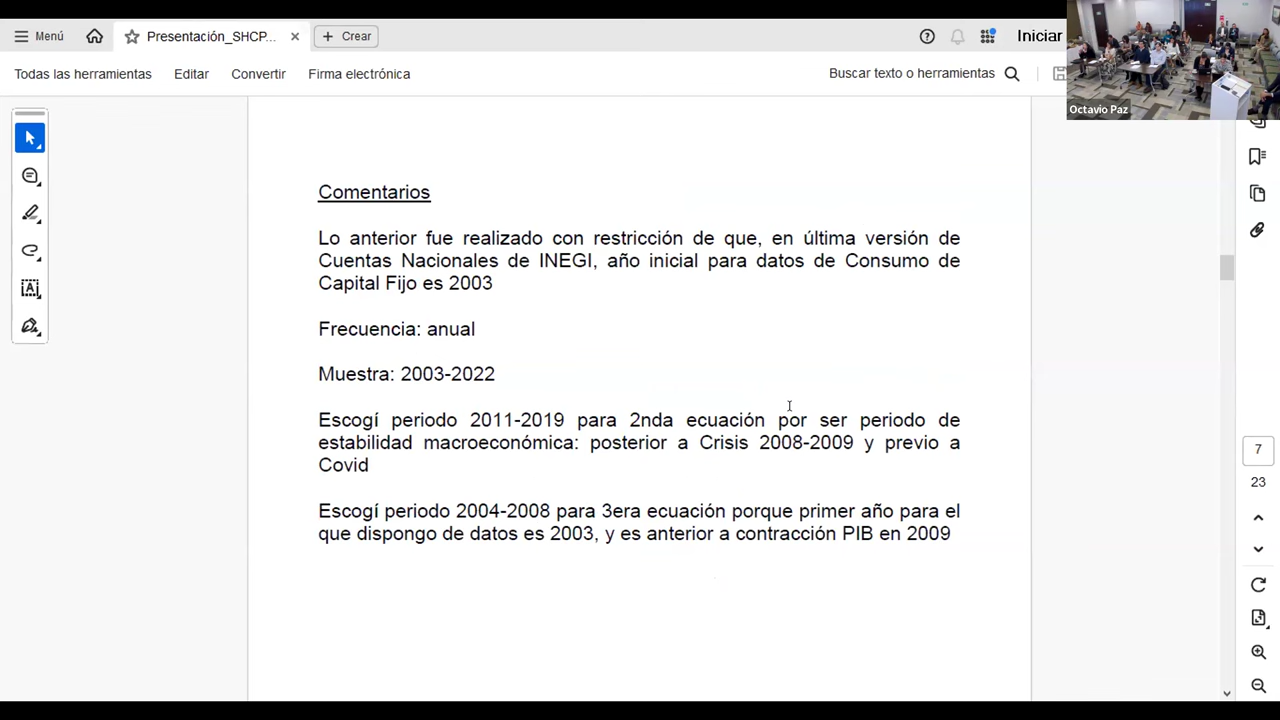 Menú
Presentación_SHCP...
Crear
Iniciar
Todas las herramientas
Editar
Convertir
Firma electrónica
Buscar texto o herramientas
Octavio Paz
Comentarios
Lo anterior fue realizado con restricción de que, en última versión de
Cuentas Nacionales de INEGI, año inicial para datos de Consumo de
Capital Fijo es 2003
Frecuencia: anual
Muestra: 2003-2022
Escogí periodo 2011-2019 para 2nda ecuación por ser periodo de
estabilidad macroeconómica: posterior a Crisis 2008-2009 y previo a
Covid
Escogí periodo 2004-2008 para 3era ecuación porque primer año para el
que dispongo de datos es 2003, y es anterior a contracción PIB en 2009
7
23